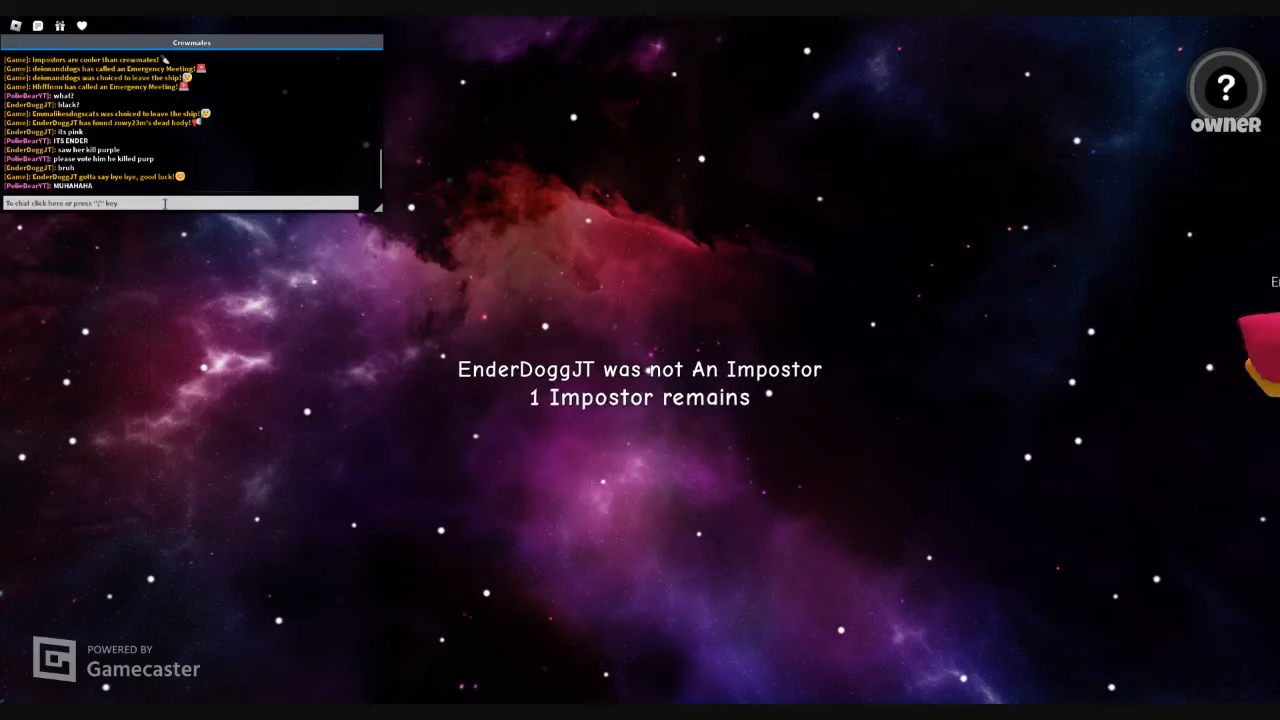 Crewmates
[Game]: Impostors are cooler than crewmates!
[Game]: deionanddogs has called an Emergency Meeting!
[Game]: deionanddogs was choiced to leave the ship!
[Game]: Hhffnnn has called an Emergency Meeting!
[PolieBearYT]: what?
[EnderDoggJT]: black?
[Game]: Emmalikesdogscats was choiced to leave the ship!
[Game]: EnderDoggJT has found zowy23m's dead body!
[EnderDoggJT]: its pink
[PolieBearYT]: ITS ENDER
[EnderDoggJT]: saw her kill purple
[PolieBearYT]: please vote him he killed purp
[EnderDoggJT]: bruh
[Game]: EnderDoggJT gotta say bye bye, good luck!
[PolieBearYT]: MUHAHAHA
To chat click here or press "/" key
?
OWNER
EnderDoggJT was not An Impostor
1 Impostor remains
POWERED BY
Gamecaster